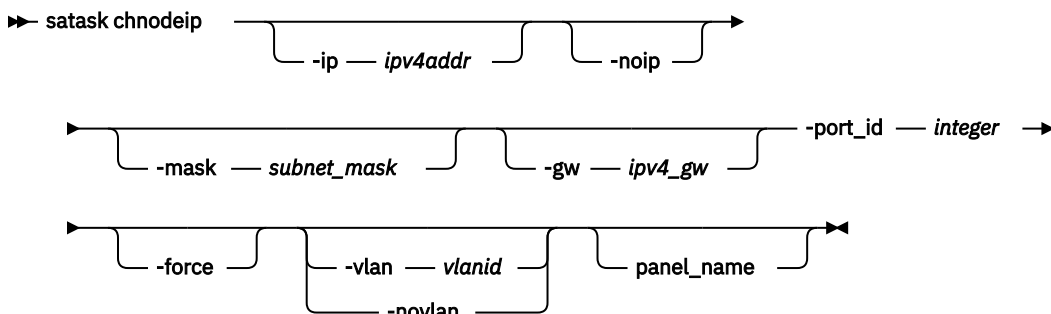 satask chnodeip
-ip ipv4addr -noip
-mask subnet_mask -gw ipv4_gw -port_id integer
-force -vlan vlanid panel_name
-novlan